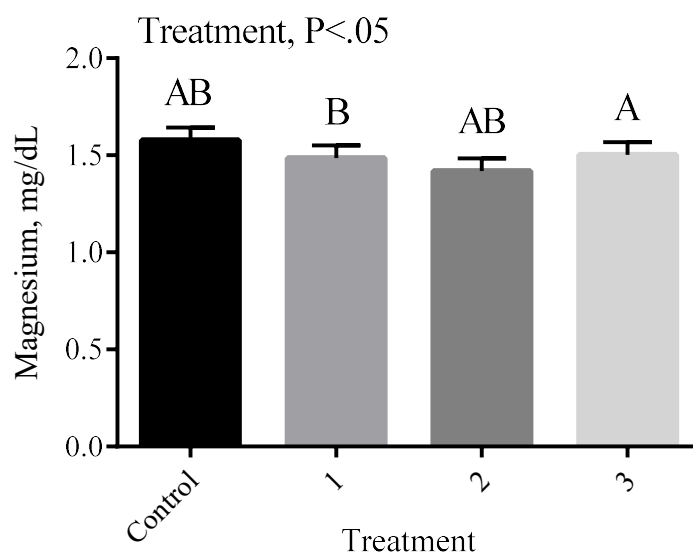 Treatment, P<.05
2.0
1.5
1.0
0.5
0.0
Magnesium, mg/dL
AB
B
AB
A
Control
1
2
3
Treatment